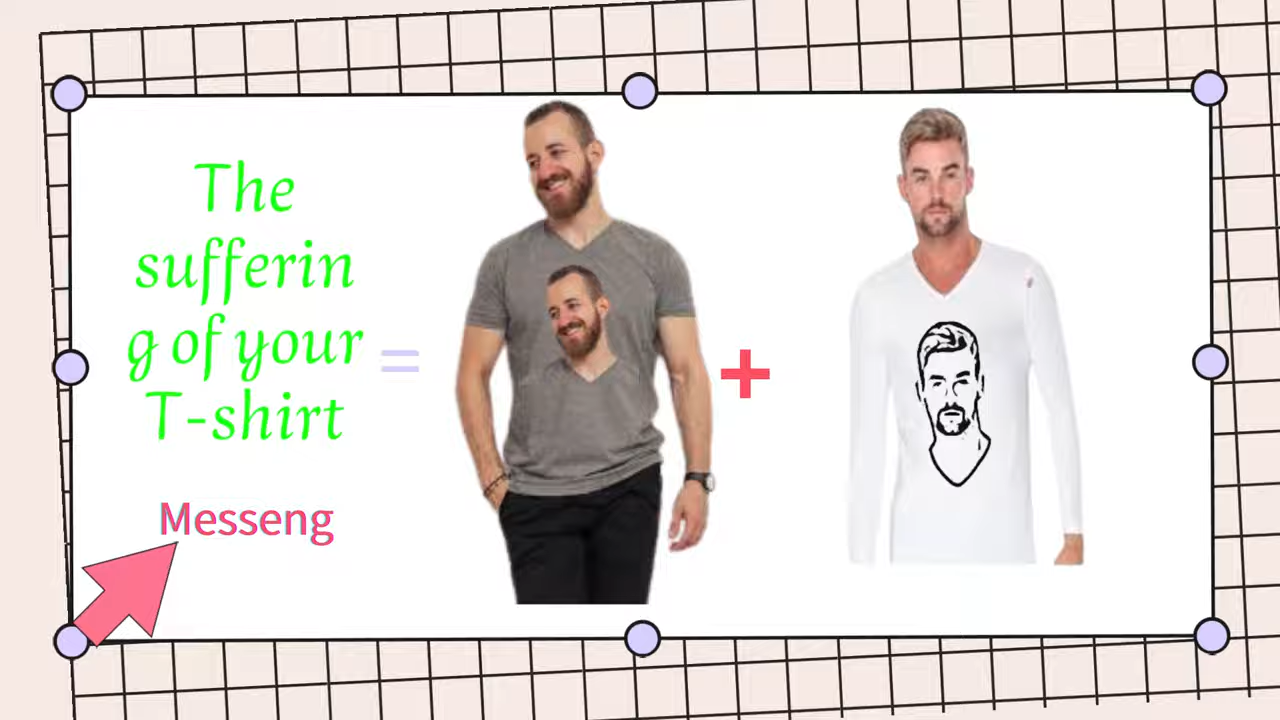 The
sufferin
g of your
T-shirt
=
+
Messeng